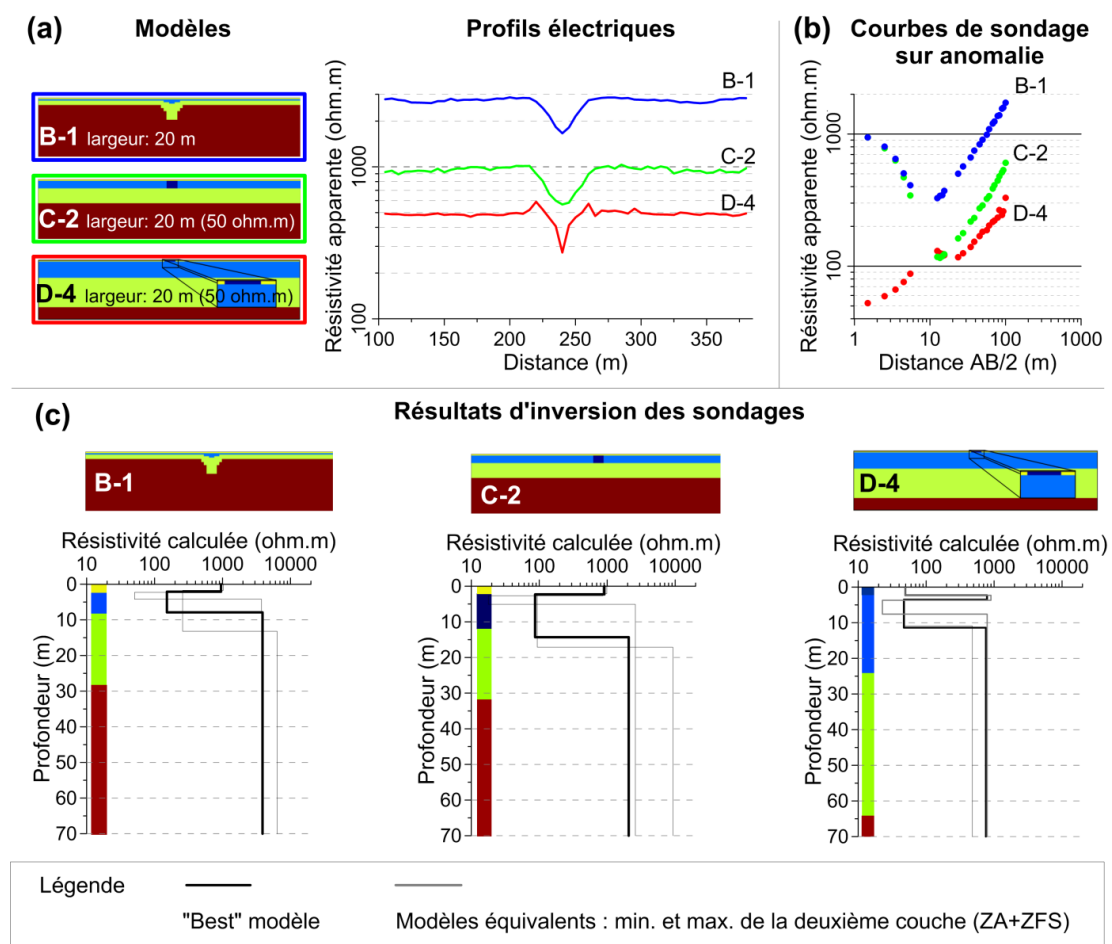 (a)
Modèles
Profils électriques
(b)
Courbes de sondage
sur anomalie
B-1 largeur: 20 m
C-2 largeur: 20 m (50 ohm.m)
D-4 largeur: 20 m (50 ohm.m)
Résistivité apparente (ohm.m)
1000
100
B-1
C-2
D-4
100 150 200 250 300 350
Distance (m)
Résistivité apparente (ohm.m)
1000
100
B-1
C-2
D-4
1 10 100 1000
Distance AB/2 (m)
(c)
Résultats d'inversion des sondages
B-1
C-2
D-4
Résistivité calculée (ohm.m)
10 100 1000 10000
Profondeur (m)
0
10
20
30
40
50
60
70
Résistivité calculée (ohm.m)
10 100 1000 10000
Profondeur (m)
0
10
20
30
40
50
60
70
Résistivité calculée (ohm.m)
10 100 1000 10000
Profondeur (m)
0
10
20
30
40
50
60
70
Légende
"Best" modèle
Modèles équivalents : min. et max. de la deuxième couche (ZA+ZFS)